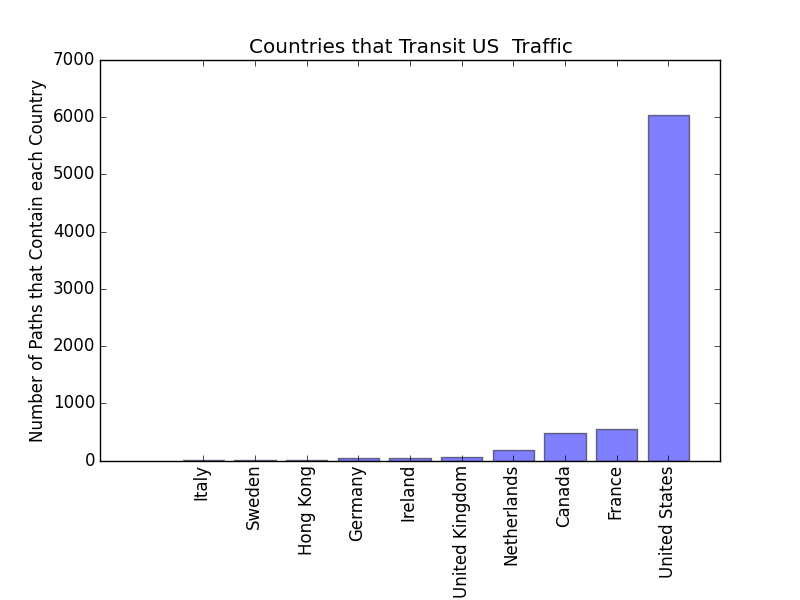 Countries that Transit US  Traffic
Number of Paths that Contain each Country
7000
6000
5000
4000
3000
2000
1000
0
Italy
Sweden
Hong Kong
Germany
Ireland
United Kingdom
Netherlands
Canada
France
United States